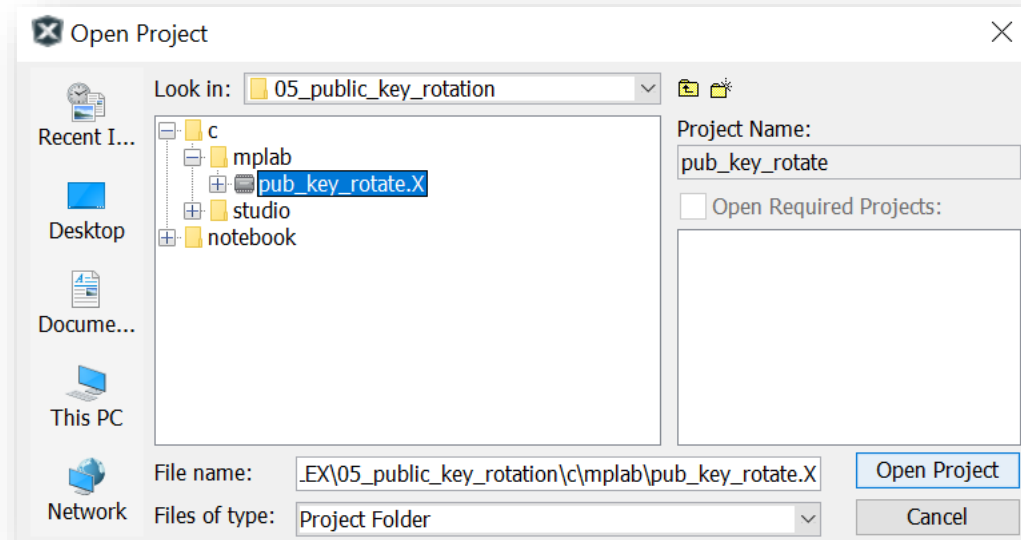 Open Project
Look in: 05_public_key_rotation
Recent I...
Desktop
Docume...
This PC
Network
c
mplab
pub_key_rotate.X
studio
notebook
Project Name:
pub_key_rotate
Open Required Projects:
File name: .EX\05_public_key_rotation\c\mplab\pub_key_rotate.X
Open Project
Files of type: Project Folder
Cancel